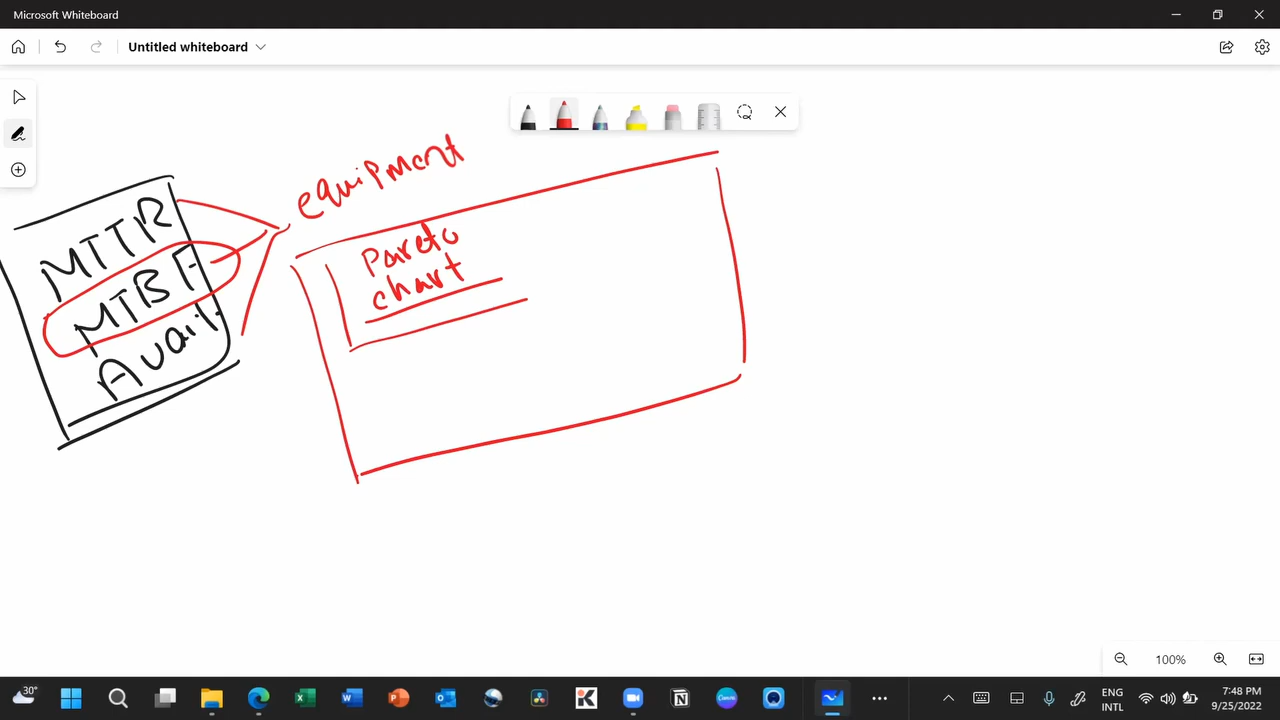 Microsoft Whiteboard
Untitled whiteboard
equipment
MTTR
MTBF
Avail.
Pareto
chart
100%
30°
ENG
INTL
7:48 PM
9/25/2022